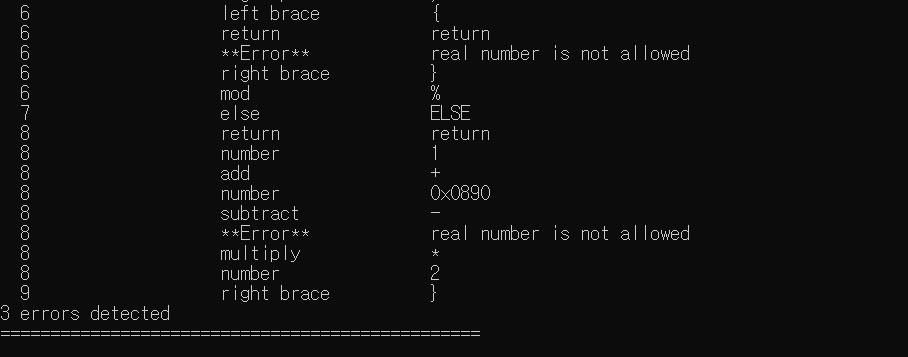 6 left brace {
6 return return
6 **Error** real number is not allowed
6 right brace }
6 mod %
7 else ELSE
8 return return
8 number 1
8 add +
8 number 0x0890
8 subtract -
8 **Error** real number is not allowed
8 multiply *
8 number 2
9 right brace }
3 errors detected
================================================